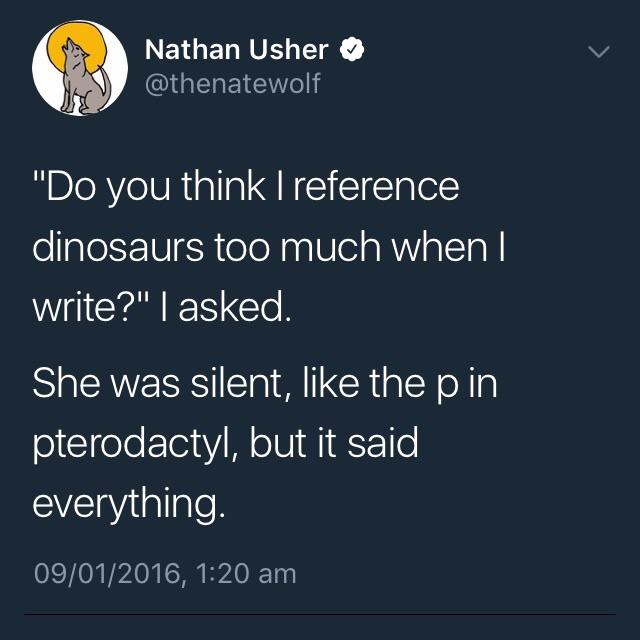 Nathan Usher
@thenatewolf
"Do you think I reference
dinosaurs too much when I
write?" I asked.
She was silent, like the p in
pterodactyl, but it said
everything.
09/01/2016, 1:20 am